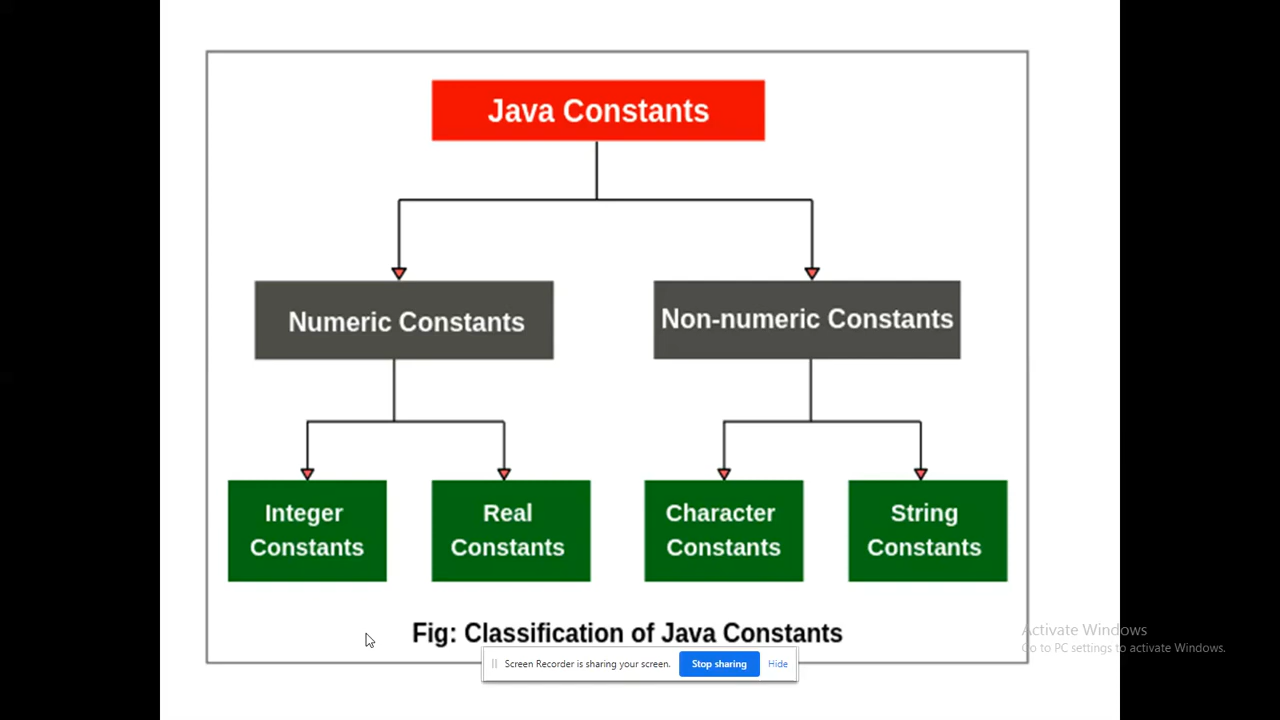 Java Constants
Numeric Constants
Non-numeric Constants
Integer
Constants
Real
Constants
Character
Constants
String
Constants
Fig: Classification of Java Constants
Activate Windows
Go to PC settings to activate Windows.
Screen Recorder is sharing your screen. Stop sharing Hide